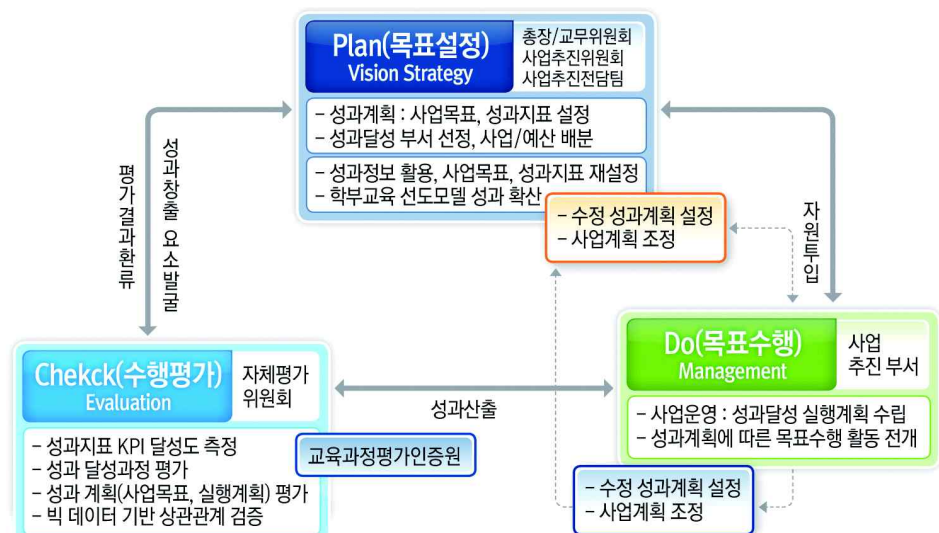 Plan(목표설정)
Vision Strategy
총장/교무위원회
사업추진위원회
사업추진전담팀
– 성과계획 : 사업목표, 성과지표 설정
– 성과달성 부서 선정, 사업/예산 배분
– 성과정보 활용, 사업목표, 성과지표 재설정
– 학부교육 선도모델 성과 확산
– 수정 성과계획 설정
– 사업계획 조정
평가결과환류
성과창출 요소발굴
자원투입
Do(목표수행)
Management
사업
추진 부서
– 사업운영 : 성과달성 실행계획 수립
– 성과계획에 따른 목표수행 활동 전개
– 수정 성과계획 설정
– 사업계획 조정
성과산출
Chekck(수행평가)
Evaluation
자체평가
위원회
교육과정평가인증원
– 성과지표 KPI 달성도 측정
– 성과 달성과정 평가
– 성과 계획(사업목표, 실행계획) 평가
– 빅 데이터 기반 상관관계 검증